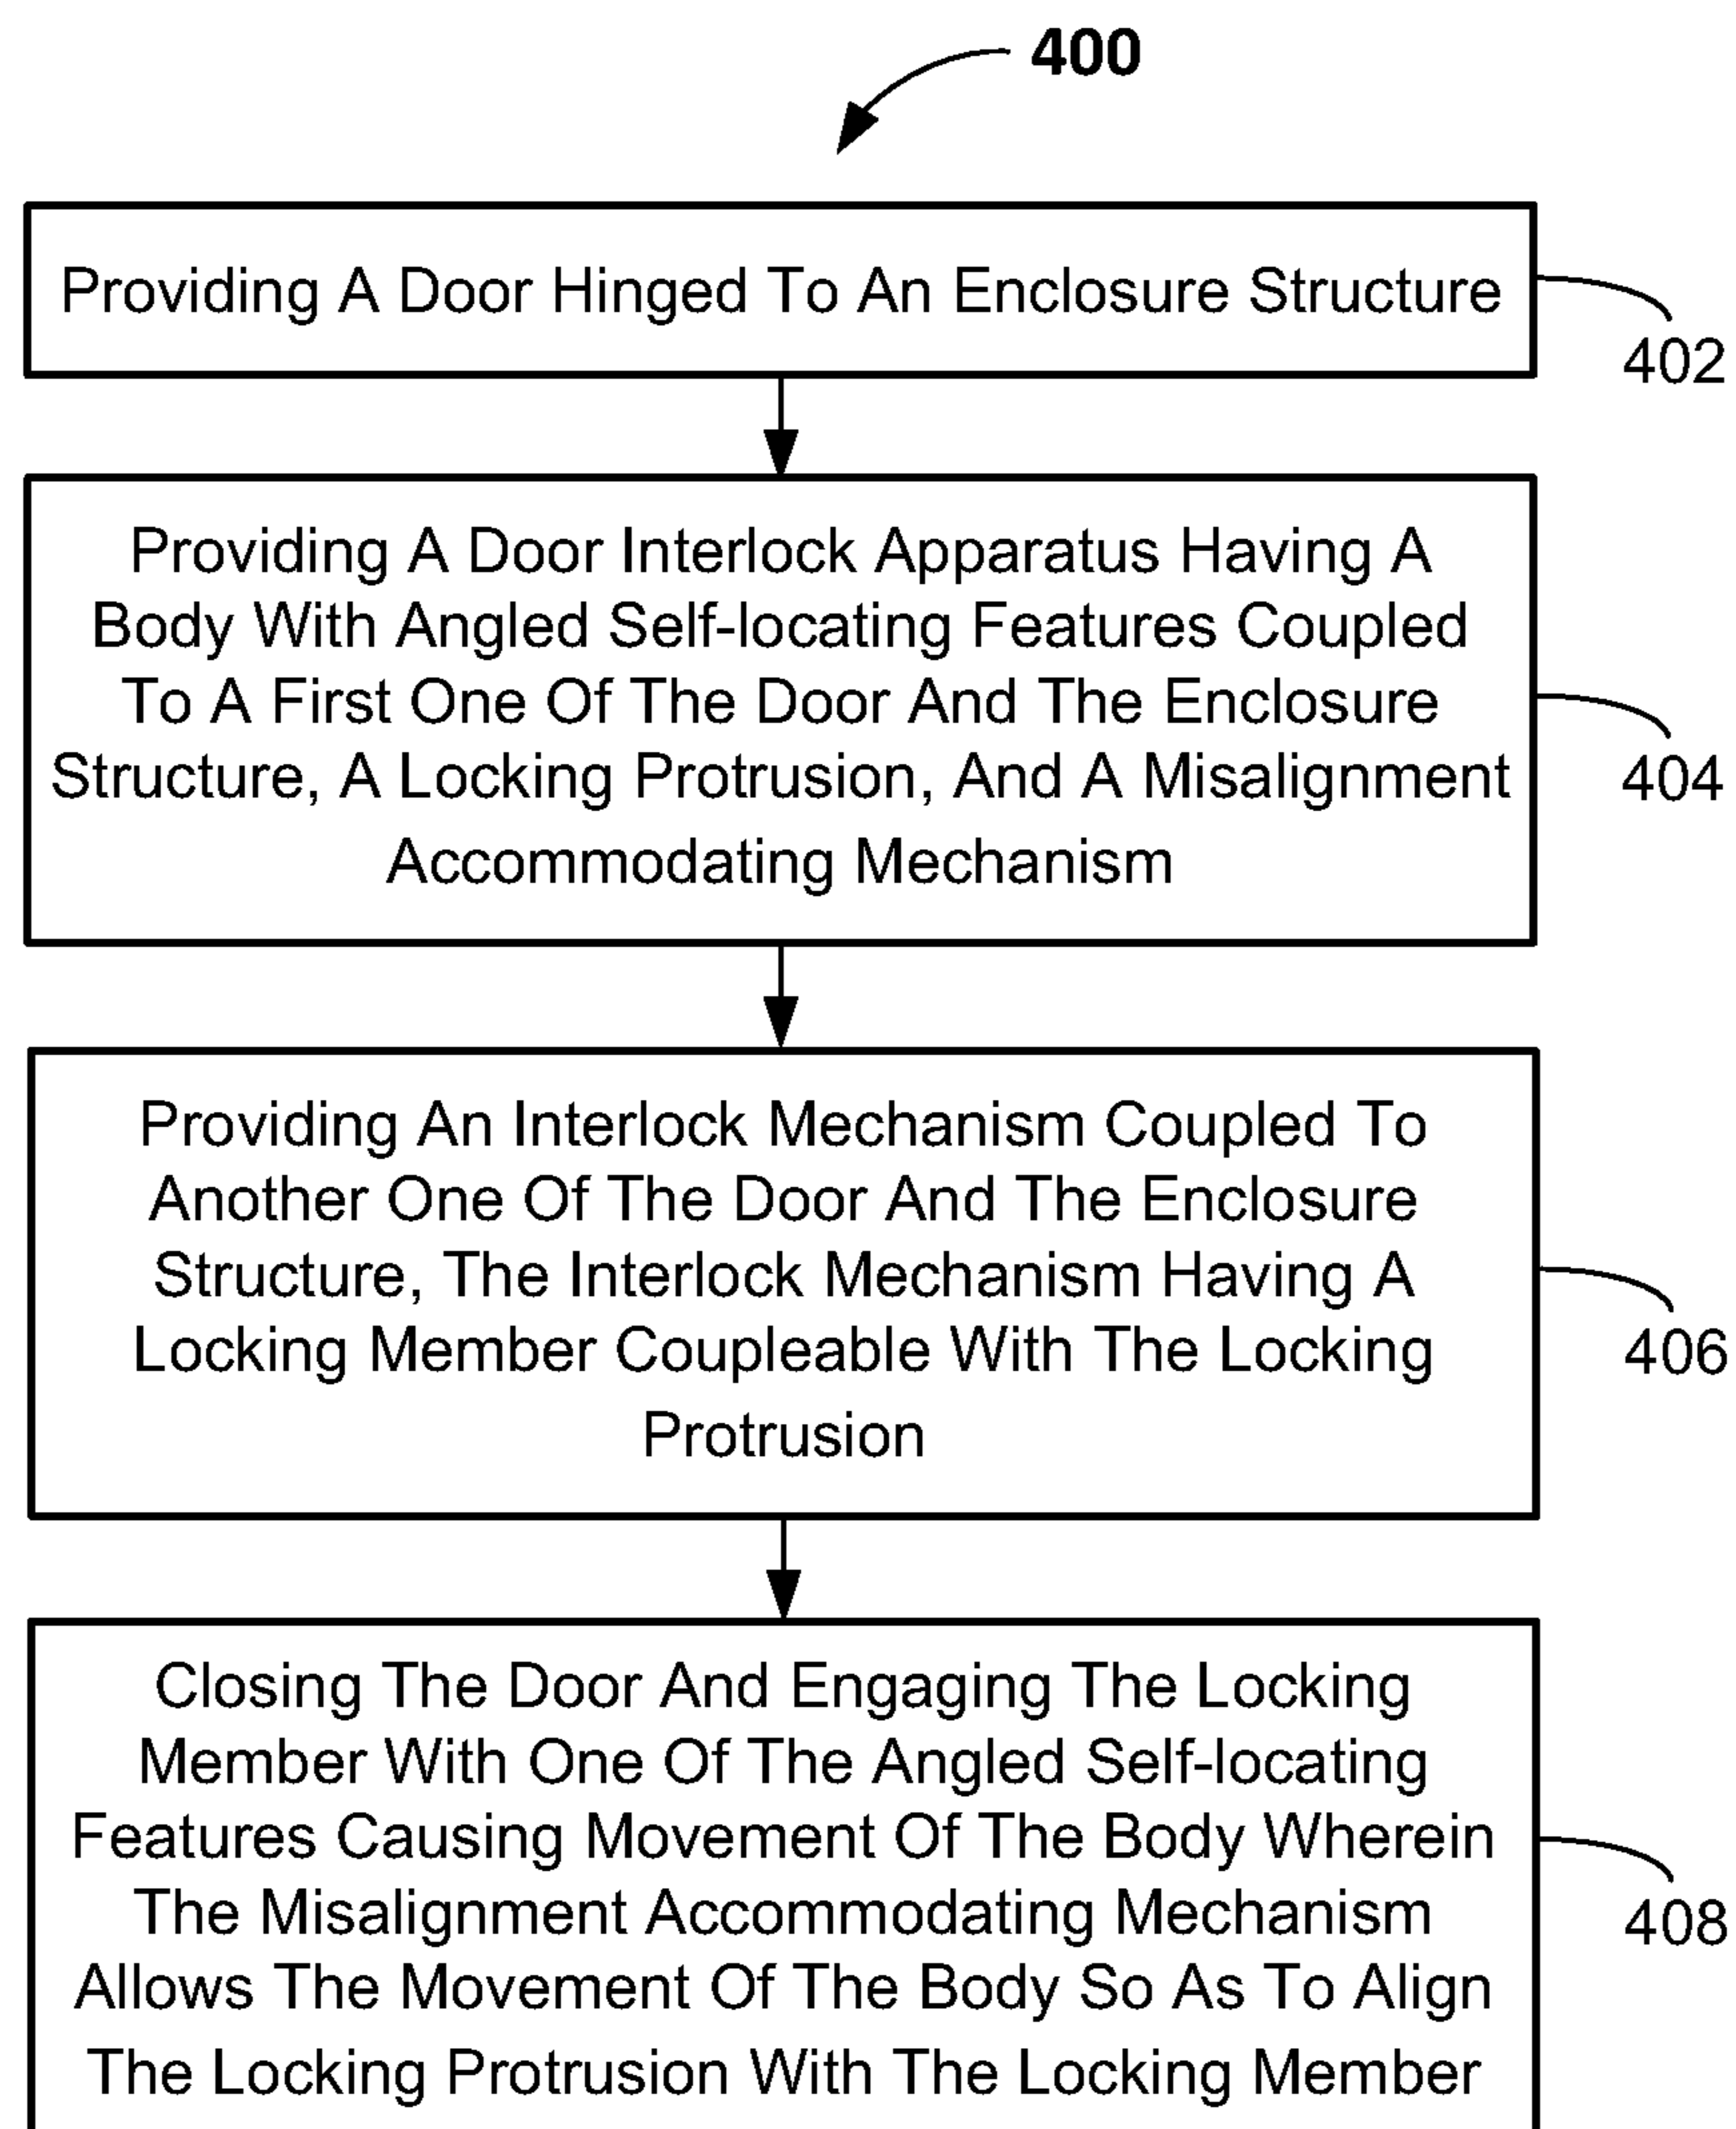 400
Providing A Door Hinged To An Enclosure Structure
402
Providing A Door Interlock Apparatus Having A
Body With Angled Self-locating Features Coupled
To A First One Of The Door And The Enclosure
Structure, A Locking Protrusion, And A Misalignment
Accommodating Mechanism
404
Providing An Interlock Mechanism Coupled To
Another One Of The Door And The Enclosure
Structure, The Interlock Mechanism Having A
Locking Member Coupleable With The Locking
Protrusion
406
Closing The Door And Engaging The Locking
Member With One Of The Angled Self-locating
Features Causing Movement Of The Body Wherein
The Misalignment Accommodating Mechanism
Allows The Movement Of The Body So As To Align
The Locking Protrusion With The Locking Member
408